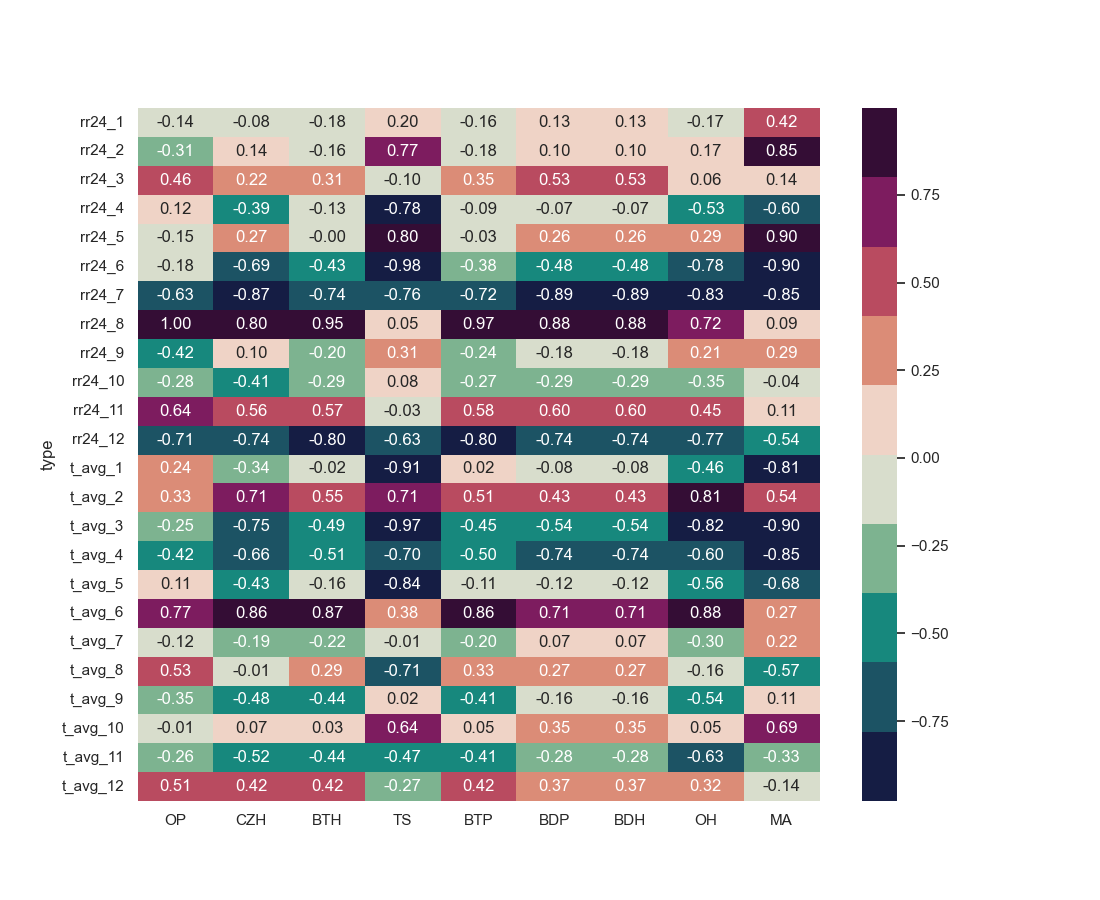 rr24_1 -0.14 -0.08 -0.18 0.20 -0.16 0.13 0.13 -0.17 0.42
rr24_2 -0.31 0.14 -0.16 0.77 -0.18 0.10 0.10 0.17 0.85
rr24_3 0.46 0.22 0.31 -0.10 0.35 0.53 0.53 0.06 0.14
rr24_4 0.12 -0.39 -0.13 -0.78 -0.09 -0.07 -0.07 -0.53 -0.60
rr24_5 -0.15 0.27 -0.00 0.80 -0.03 0.26 0.26 0.29 0.90
rr24_6 -0.18 -0.69 -0.43 -0.98 -0.38 -0.48 -0.48 -0.78 -0.90
rr24_7 -0.63 -0.87 -0.74 -0.76 -0.72 -0.89 -0.89 -0.83 -0.85
rr24_8 1.00 0.80 0.95 0.05 0.97 0.88 0.88 0.72 0.09
rr24_9 -0.42 0.10 -0.20 0.31 -0.24 -0.18 -0.18 0.21 0.29
rr24_10 -0.28 -0.41 -0.29 0.08 -0.27 -0.29 -0.29 -0.35 -0.04
rr24_11 0.64 0.56 0.57 -0.03 0.58 0.60 0.60 0.45 0.11
rr24_12 -0.71 -0.74 -0.80 -0.63 -0.80 -0.74 -0.74 -0.77 -0.54
t_avg_1 0.24 -0.34 -0.02 -0.91 0.02 -0.08 -0.08 -0.46 -0.81
t_avg_2 0.33 0.71 0.55 0.71 0.51 0.43 0.43 0.81 0.54
t_avg_3 -0.25 -0.75 -0.49 -0.97 -0.45 -0.54 -0.54 -0.82 -0.90
t_avg_4 -0.42 -0.66 -0.51 -0.70 -0.50 -0.74 -0.74 -0.60 -0.85
t_avg_5 0.11 -0.43 -0.16 -0.84 -0.11 -0.12 -0.12 -0.56 -0.68
t_avg_6 0.77 0.86 0.87 0.38 0.86 0.71 0.71 0.88 0.27
t_avg_7 -0.12 -0.19 -0.22 -0.01 -0.20 0.07 0.07 -0.30 0.22
t_avg_8 0.53 -0.01 0.29 -0.71 0.33 0.27 0.27 -0.16 -0.57
t_avg_9 -0.35 -0.48 -0.44 0.02 -0.41 -0.16 -0.16 -0.54 0.11
t_avg_10 -0.01 0.07 0.03 0.64 0.05 0.35 0.35 0.05 0.69
t_avg_11 -0.26 -0.52 -0.44 -0.47 -0.41 -0.28 -0.28 -0.63 -0.33
t_avg_12 0.51 0.42 0.42 -0.27 0.42 0.37 0.37 0.32 -0.14
OP CZH BTH TS BTP BDP BDH OH MA
type
0.75
0.50
0.25
0.00
−0.25
−0.50
−0.75